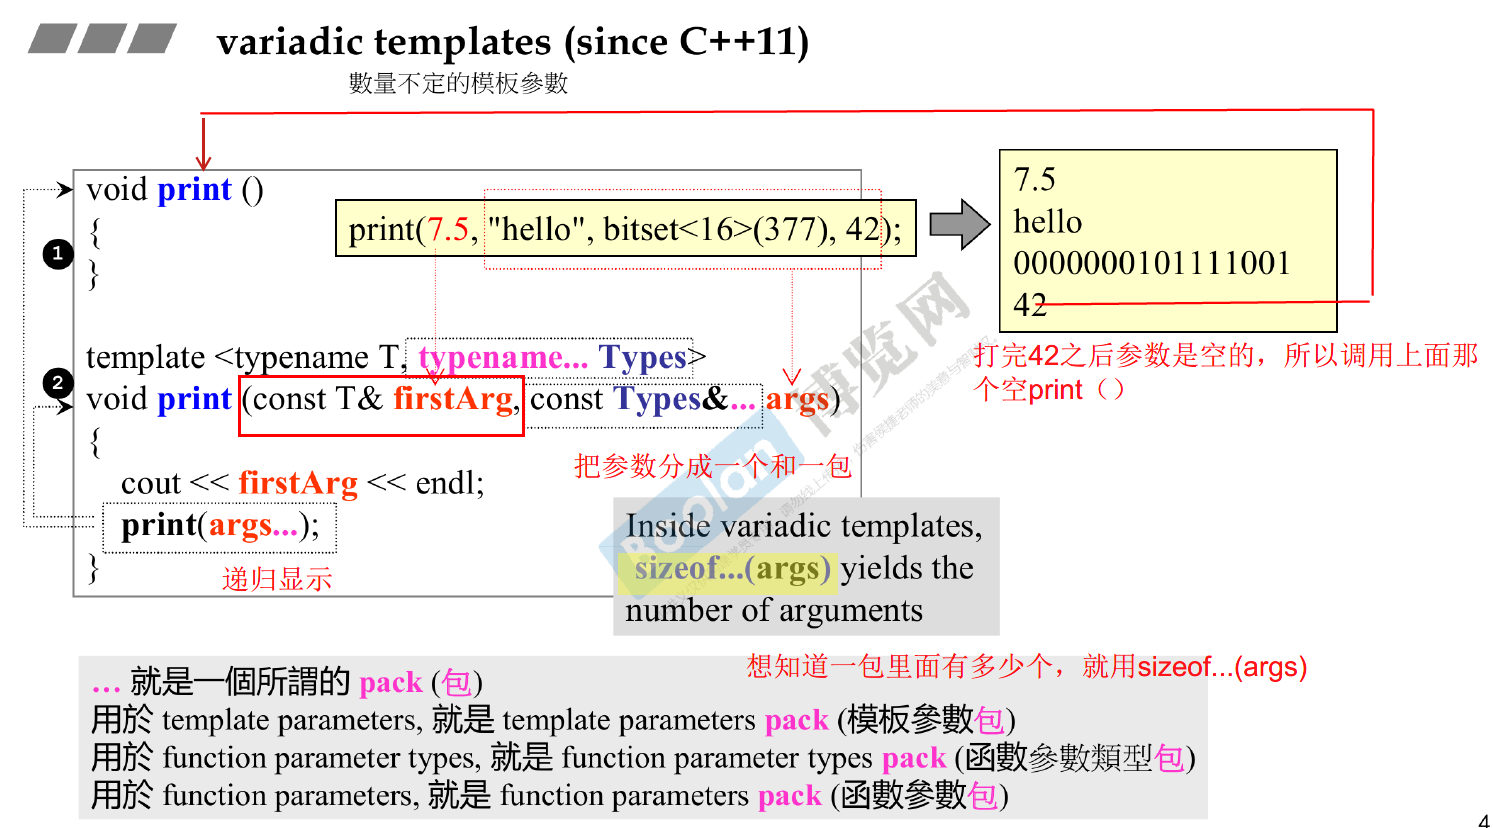 variadic templates (since C++11)
數量不定的模板參數
void print ()
{
}
1
print(7.5, "hello", bitset<16>(377), 42);
7.5
hello
0000000101111001
42
打完42之后参数是空的，所以调用上面那
个空print（）
template <typename T, typename... Types>
2
void print (const T& firstArg, const Types&... args)
{
cout << firstArg << endl;
print(args...);
}
把参数分成一个和一包
递归显示
Inside variadic templates,
sizeof...(args) yields the
number of arguments
想知道一包里面有多少个，就用sizeof...(args)
... 就是一個所謂的 pack (包)
用於 template parameters, 就是 template parameters pack (模板參數包)
用於 function parameter types, 就是 function parameter types pack (函數參數類型包)
用於 function parameters, 就是 function parameters pack (函數參數包)
Boolan
博览网
4